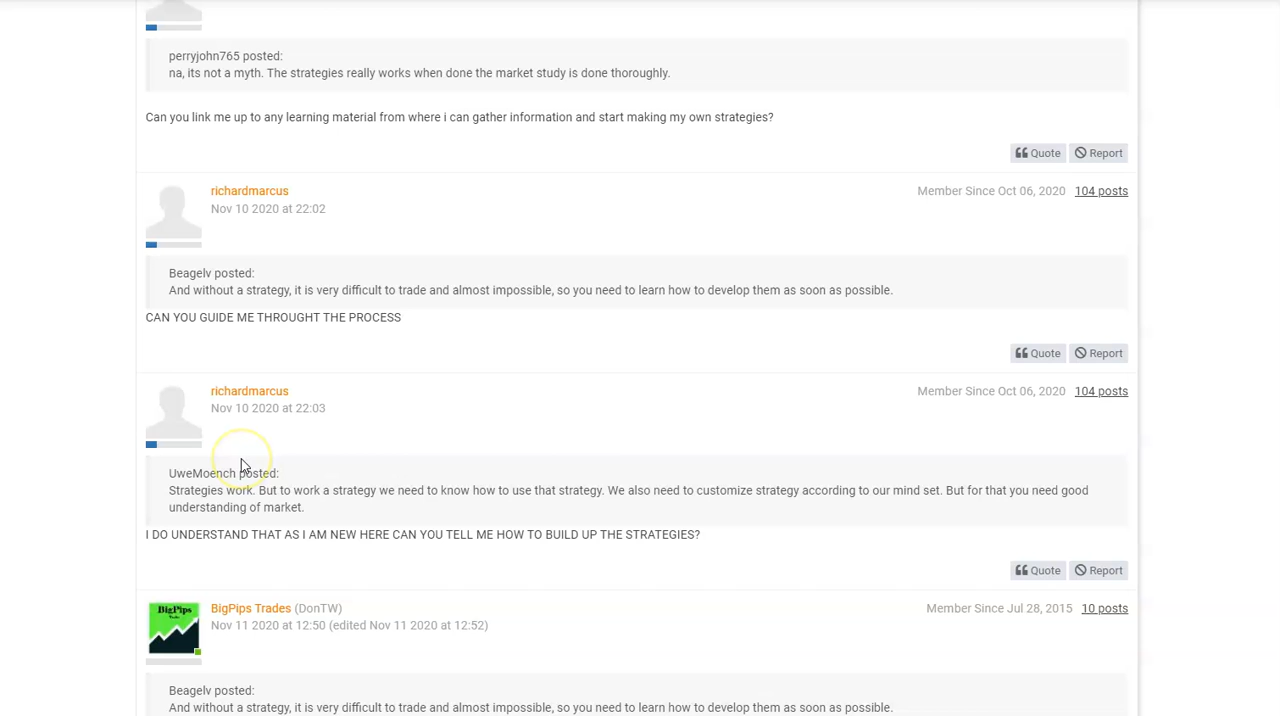 perryjohn765 posted:
na, its not a myth. The strategies really works when done the market study is done thoroughly.
Can you link me up to any learning material from where i can gather information and start making my own strategies?
Quote Report
richardmarcus Member Since Oct 06, 2020 104 posts
Nov 10 2020 at 22:02
Beagelv posted:
And without a strategy, it is very difficult to trade and almost impossible, so you need to learn how to develop them as soon as possible.
CAN YOU GUIDE ME THROUGHT THE PROCESS
Quote Report
richardmarcus Member Since Oct 06, 2020 104 posts
Nov 10 2020 at 22:03
UweMoench posted:
Strategies work. But to work a strategy we need to know how to use that strategy. We also need to customize strategy according to our mind set. But for that you need good
understanding of market.
I DO UNDERSTAND THAT AS I AM NEW HERE CAN YOU TELL ME HOW TO BUILD UP THE STRATEGIES?
Quote Report
BigPips Trades
BigPips Trades (DonTW) Member Since Jul 28, 2015 10 posts
Nov 11 2020 at 12:50 (edited Nov 11 2020 at 12:52)
Beagelv posted:
And without a strategy, it is very difficult to trade and almost impossible, so you need to learn how to develop them as soon as possible.